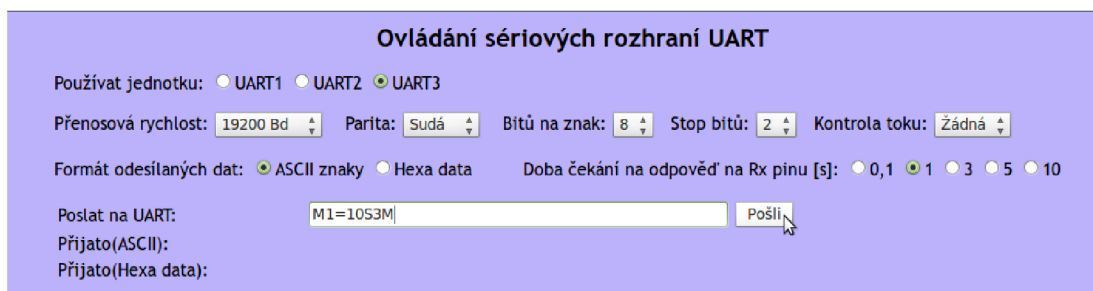 Ovládání sériových rozhraní UART
Používat jednotku: UART1 UART2 UART3
Přenosová rychlost: 19200 Bd Parita: Sudá Bitů na znak: 8 Stop bitů: 2 Kontrola toku: Žádná
Formát odesílaných dat: ASCII znaky Hexa data Doba čekání na odpověď na Rx pinu [s]: 0,1 1 3 5 10
Poslat na UART: M1=10S3M Pošli
Přijato(ASCII):
Přijato(Hexa data):